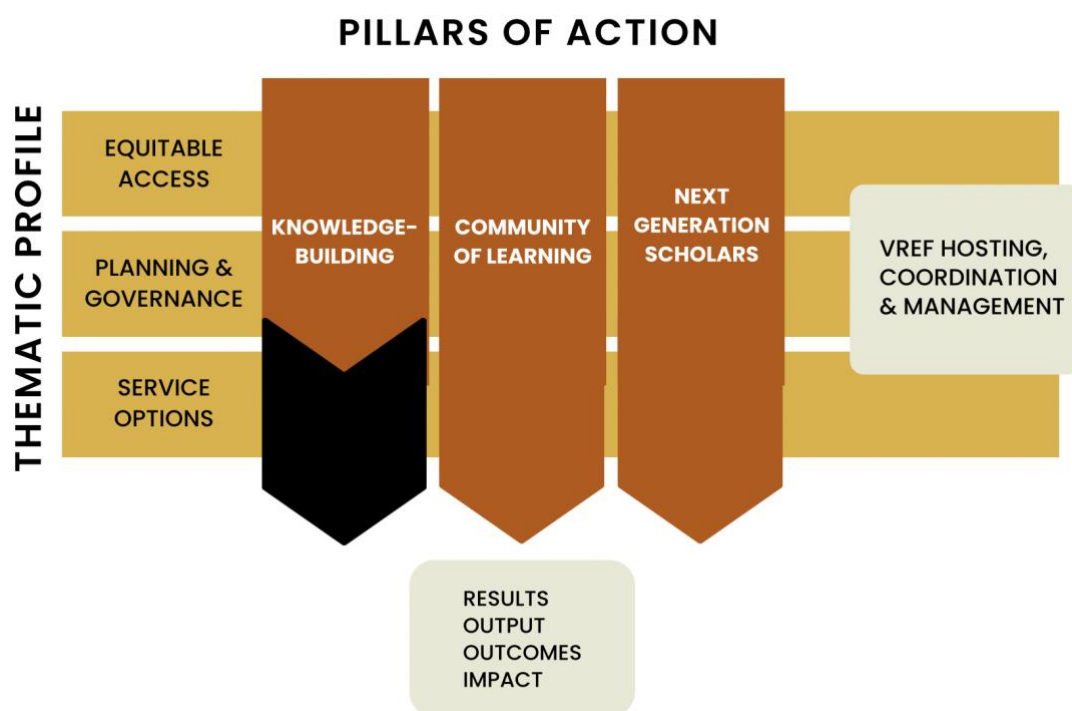 PILLARS OF ACTION
THEMATIC PROFILE
EQUITABLE
ACCESS
PLANNING &
GOVERNANCE
SERVICE
OPTIONS
KNOWLEDGE-
BUILDING
COMMUNITY
OF LEARNING
NEXT
GENERATION
SCHOLARS
VREF HOSTING,
COORDINATION
& MANAGEMENT
RESULTS
OUTPUT
OUTCOMES
IMPACT